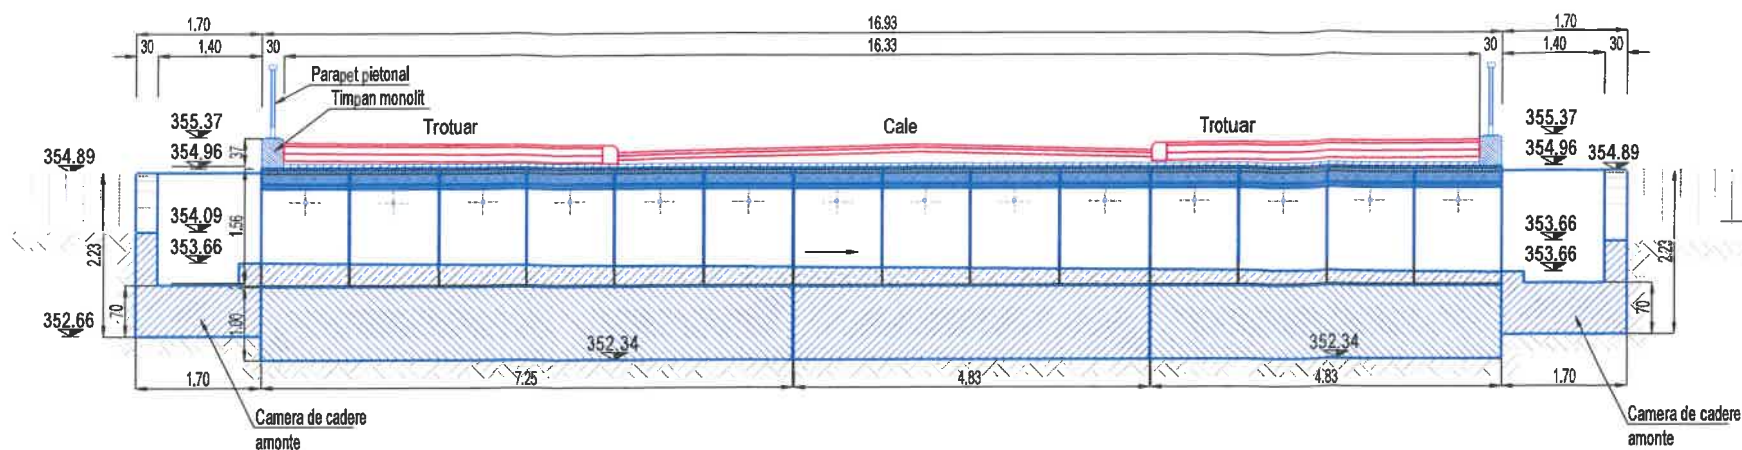 1.70 16.93 1.70
30 1.40 30 16.33 30 1.40 30
Parapet pietonal
Timpan monolit
355.37 Trotuar Cale Trotuar 355.37
354.89 354.96 37 354.96 354.89
354.09 1.56 353.66
353.66 353.66
2.23 2.23
70 1.00 70
352.66 352.34 352.34
1.70 7.25 4.83 4.83 1.70
Camera de cadere
amonte
Camera de cadere
amonte